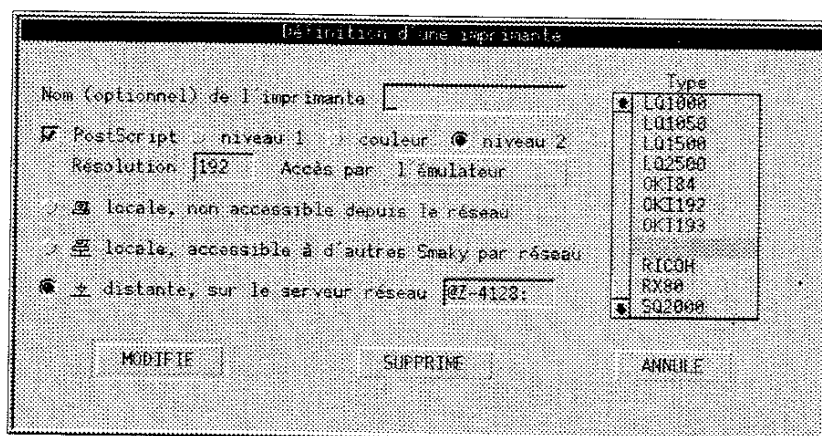 Définition d'une imprimante
Nom (optionnel) de l'imprimante
PostScript niveau 1 couleur niveau 2
Résolution 192 Accès par l'émulateur
locale, non accessible depuis le réseau
locale, accessible à d'autres Smaky par réseau
distante, sur le serveur réseau @Z-4128:
Type
LQ1000
LQ1050
LQ1500
LQ2500
OKI84
OKI192
OKI193
RICOH
RX80
SQ2000
MODIFIE SUPPRIME ANNULE